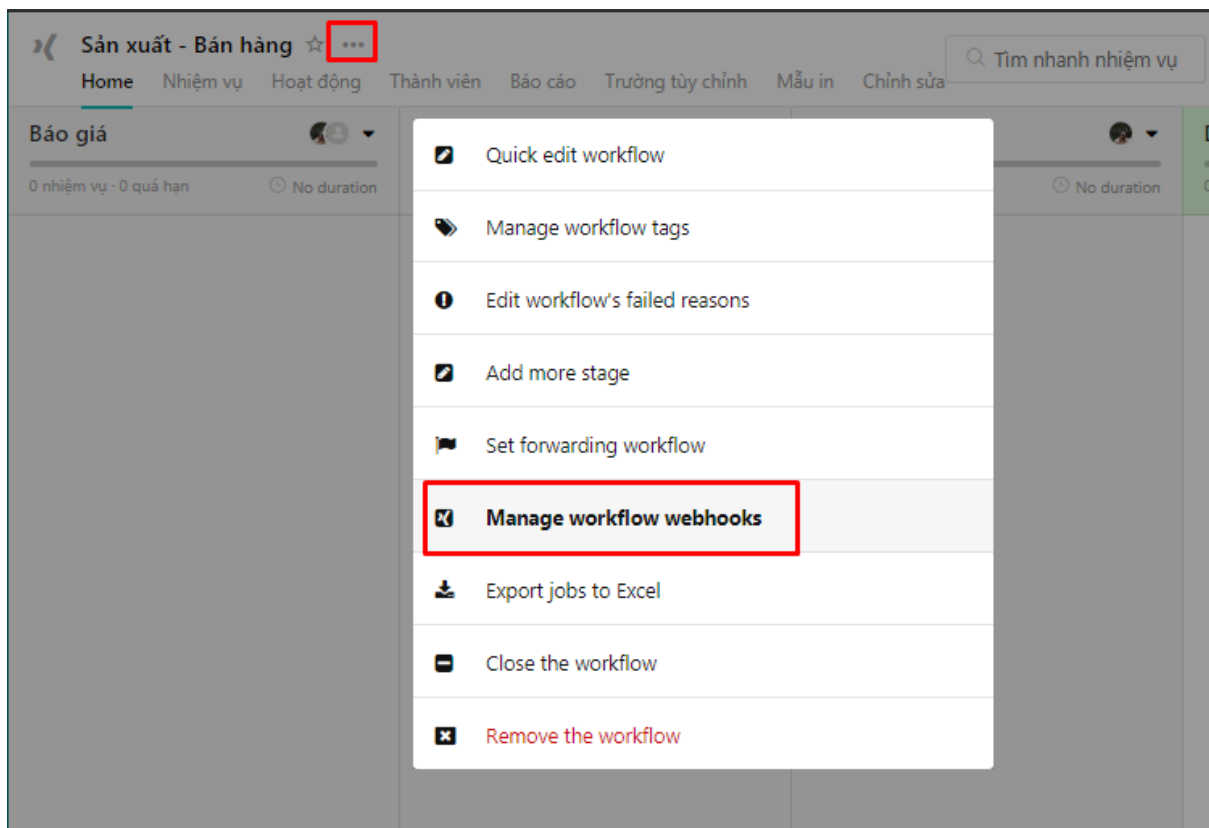 Sản xuất - Bán hàng
Tìm nhanh nhiệm vụ
Home Nhiệm vụ Hoạt động Thành viên Báo cáo Trường tùy chỉnh Mẫu in Chỉnh sửa
Báo giá
0 nhiệm vụ · 0 quá hạn No duration
No duration
Quick edit workflow
Manage workflow tags
Edit workflow's failed reasons
Add more stage
Set forwarding workflow
Manage workflow webhooks
Export jobs to Excel
Close the workflow
Remove the workflow